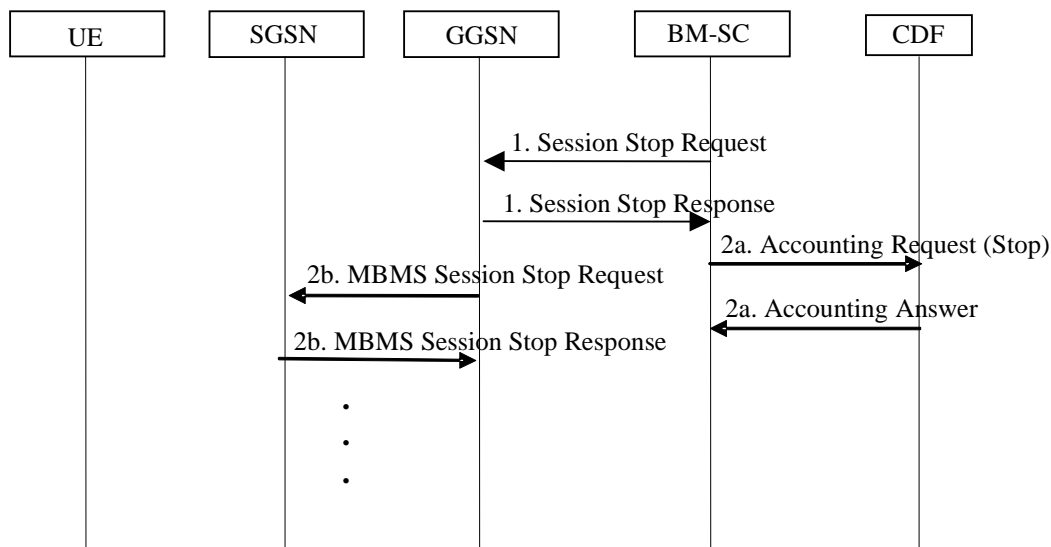 UE
SGSN
GGSN
BM-SC
CDF
1. Session Stop Request
1. Session Stop Response
2a. Accounting Request (Stop)
2b. MBMS Session Stop Request
2a. Accounting Answer
2b. MBMS Session Stop Response
.
.
.